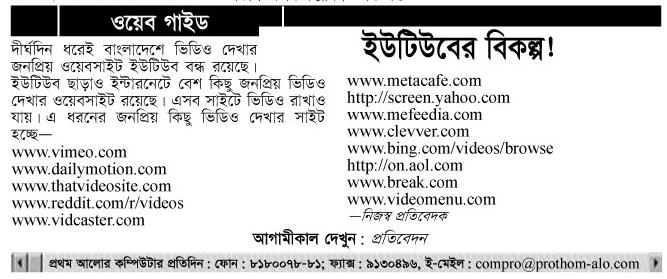 ওয়েব গাইড
ইউটিউবের বিকল্প!
দীর্ঘদিন ধরেই বাংলাদেশে ভিডিও দেখার
জনপ্রিয় ওয়েবসাইট ইউটিউব বন্ধ রয়েছে।
ইউটিউব ছাড়াও ইন্টারনেটে বেশ কিছু জনপ্রিয় ভিডিও
দেখার ওয়েবসাইট রয়েছে। এসব সাইটে ভিডিও রাখাও
যায়। এ ধরনের জনপ্রিয় কিছু ভিডিও দেখার সাইট
হচ্ছে—
www.vimeo.com
www.dailymotion.com
www.thatvideosite.com
www.reddit.com/r/videos
www.vidcaster.com
www.metacafe.com
http://screen.yahoo.com
www.mefeedia.com
www.clevver.com
www.bing.com/videos/browse
http://on.aol.com
www.break.com
www.videomenu.com
—নিজস্ব প্রতিবেদক
আগামীকাল দেখুন : প্রতিবেদন
প্রথম আলোর কম্পিউটার প্রতিদিন : ফোন : ৮১৮০০৭৮-৮১; ফ্যাক্স : ৯১৩০৪৯৬, ই-মেইল : compro@prothom-alo.com